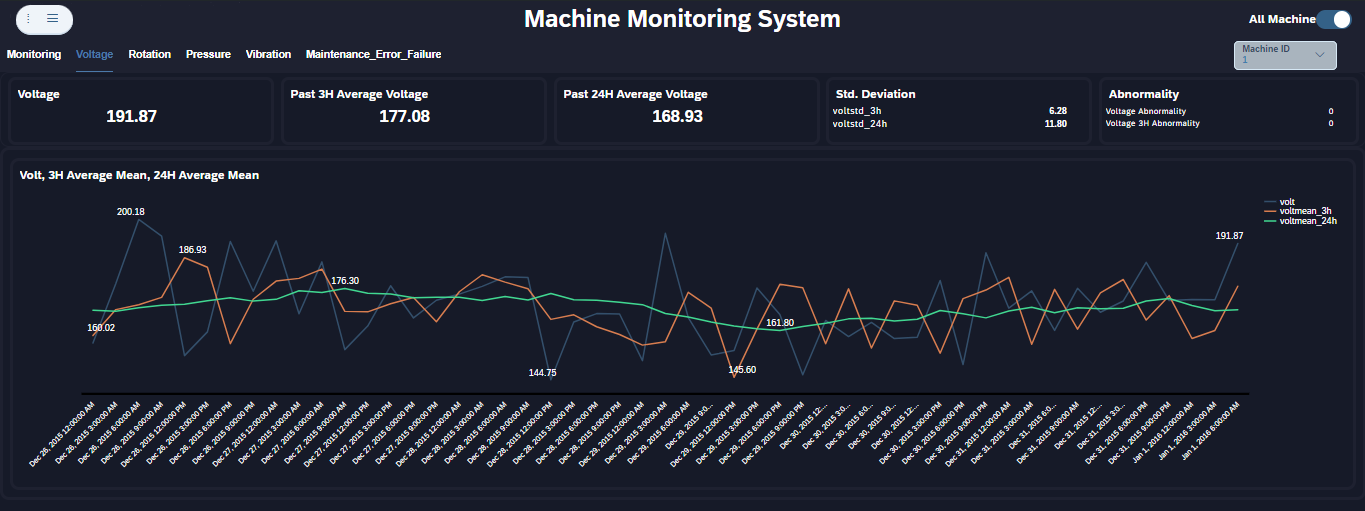 Machine Monitoring System
All Machine
Monitoring Voltage Rotation Pressure Vibration Maintenance_Error_Failure
Machine ID
1
Voltage
191.87
Past 3H Average Voltage
177.08
Past 24H Average Voltage
168.93
Std. Deviation
voltstd_3h 6.28
voltstd_24h 11.80
Abnormality
Voltage Abnormality 0
Voltage 3H Abnormality 0
Volt, 3H Average Mean, 24H Average Mean
volt
voltmean_3h
voltmean_24h
200.18
191.87
186.93
176.30
160.02
161.80
144.75
145.60
Dec 26, 2015 12:00:00 AM
Dec 26, 2015 3:00:00 AM
Dec 26, 2015 6:00:00 AM
Dec 26, 2015 9:00:00 AM
Dec 26, 2015 12:00:00 PM
Dec 26, 2015 3:00:00 PM
Dec 26, 2015 6:00:00 PM
Dec 27, 2015 12:00:00 AM
Dec 27, 2015 3:00:00 AM
Dec 27, 2015 6:00:00 AM
Dec 27, 2015 9:00:00 AM
Dec 27, 2015 12:00:00 PM
Dec 27, 2015 3:00:00 PM
Dec 27, 2015 6:00:00 PM
Dec 27, 2015 9:00:00 PM
Dec 28, 2015 12:00:00 AM
Dec 28, 2015 3:00:00 AM
Dec 28, 2015 6:00:00 AM
Dec 28, 2015 9:00:00 AM
Dec 28, 2015 12:00:00 PM
Dec 28, 2015 3:00:00 PM
Dec 28, 2015 6:00:00 PM
Dec 28, 2015 9:00:00 PM
Dec 29, 2015 12:00:00 AM
Dec 29, 2015 3:00:00 AM
Dec 29, 2015 6:00:00 AM
Dec 29, 2015 9:0...
Dec 29, 2015 12:00:00 PM
Dec 29, 2015 3:00:00 PM
Dec 29, 2015 6:00:00 PM
Dec 29, 2015 9:00:00 PM
Dec 30, 2015 12:...
Dec 30, 2015 3:0...
Dec 30, 2015 6:0...
Dec 30, 2015 9:0...
Dec 30, 2015 12:...
Dec 30, 2015 3:00:00 PM
Dec 30, 2015 6:00:00 PM
Dec 30, 2015 9:00:00 PM
Dec 31, 2015 12:00:00 AM
Dec 31, 2015 3:00:00 AM
Dec 31, 2015 6:0...
Dec 31, 2015 9:00:00 AM
Dec 31, 2015 12:...
Dec 31, 2015 3:0...
Dec 31, 2015 6:00:00 PM
Dec 31, 2015 9:00:00 PM
Jan 1, 2016 12:00:00 AM
Jan 1, 2016 3:00:00 AM
Jan 1, 2016 6:00:00 AM